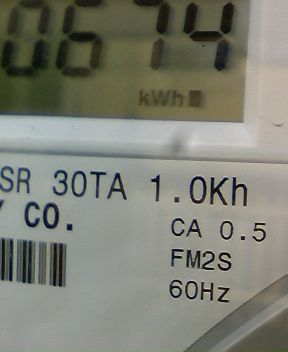 0674
kWh
SR 30TA 1.0Kh
Y CO.
CA 0.5
FM2S
60Hz